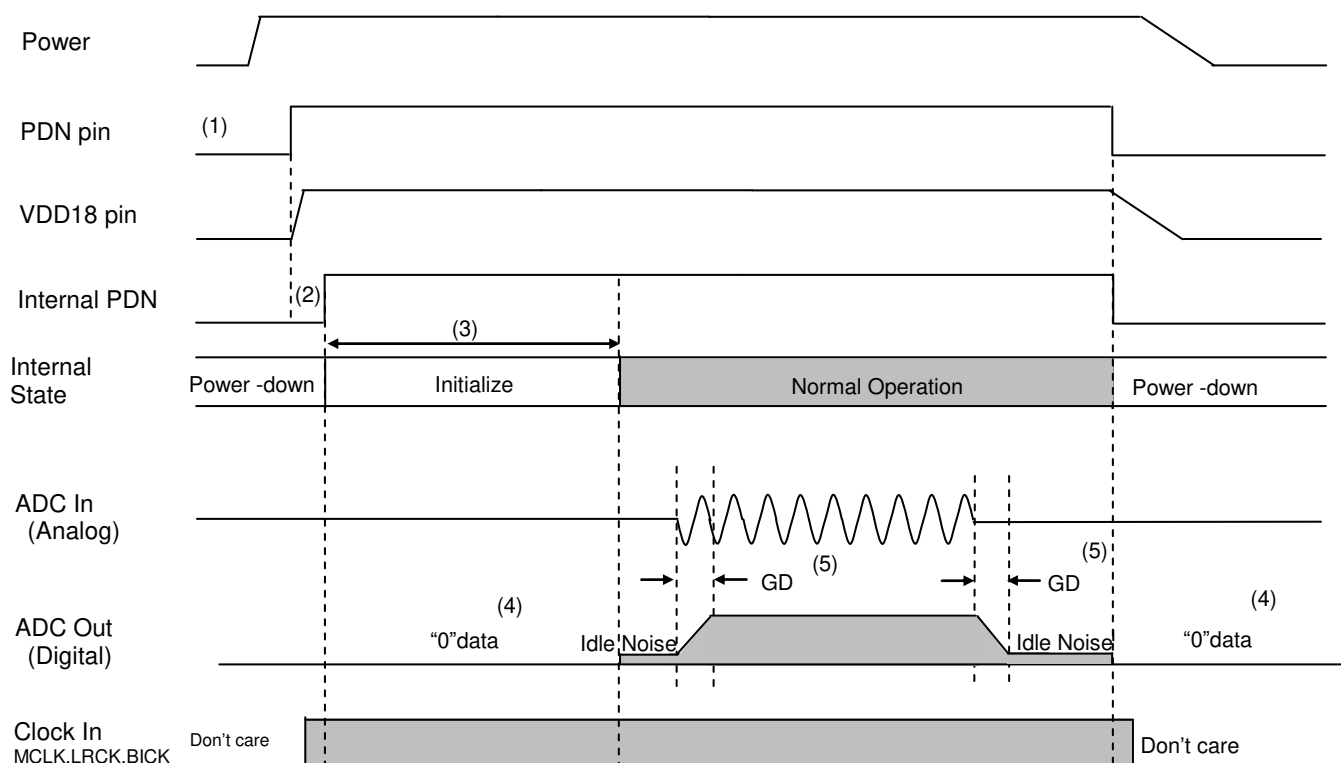 Power
PDN pin
(1)
VDD18 pin
Internal PDN
(2)
(3)
Internal
State
Power -down
Initialize
Normal Operation
Power -down
ADC In
(Analog)
(5)
(5)
GD
GD
(4)
(4)
ADC Out
(Digital)
“0”data
Idle Noise
Idle Noise
“0”data
Clock In
MCLK,LRCK,BICK
Don’t care
Don’t care